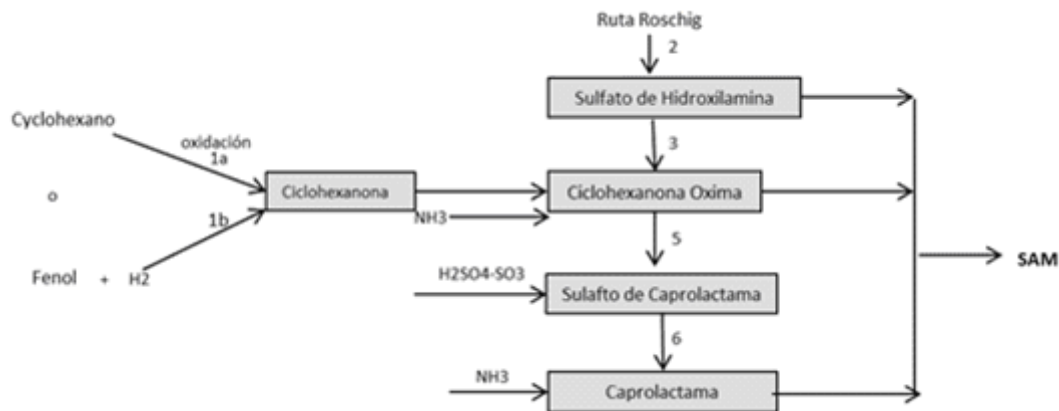 Ruta Roschig
2
Sulfato de Hidroxilamina
Cyclohexano
oxidación
1a
3
o
Ciclohexanona
Ciclohexanona Oxima
NH3
1b
5
Fenol + H2
H2SO4-SO3
SAM
Sulafto de Caprolactama
6
NH3
Caprolactama